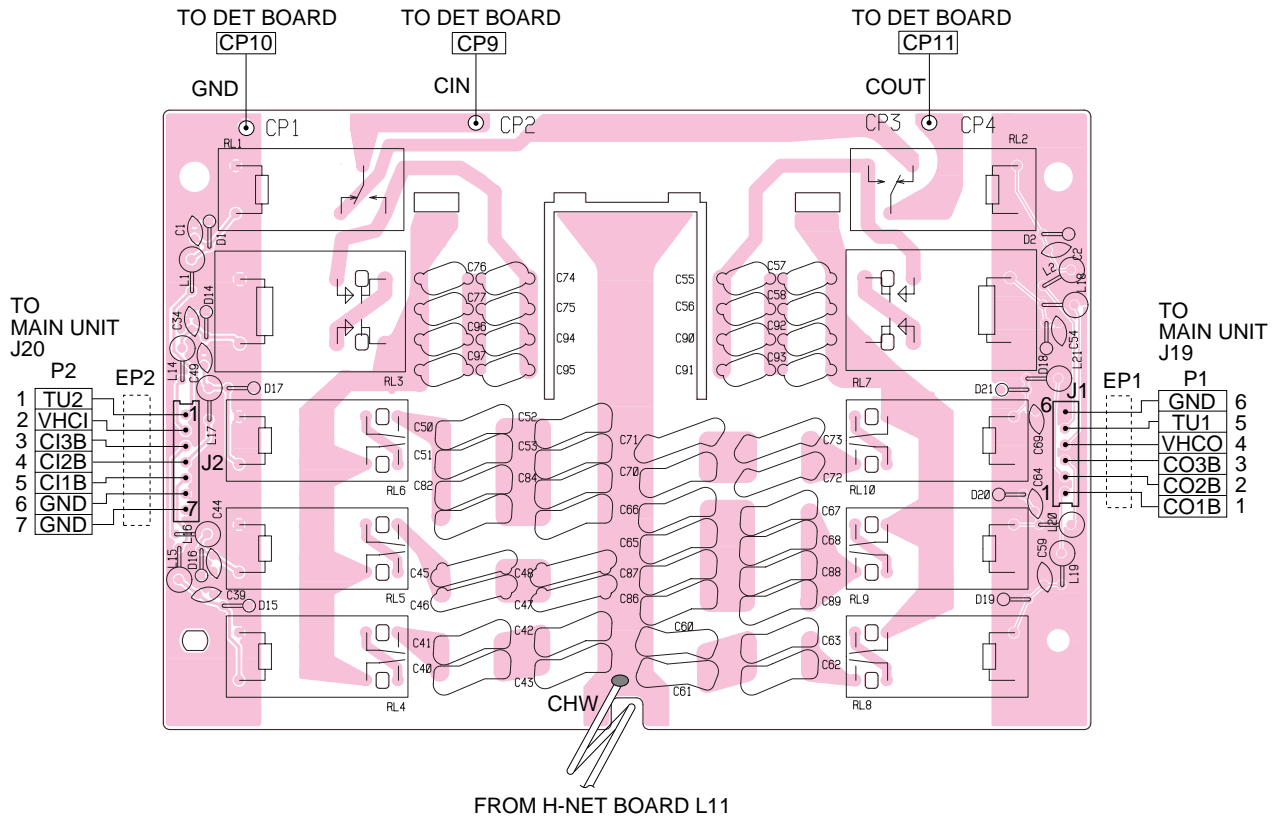 TO DET BOARD
CP10
GND
TO DET BOARD
CP9
CIN
TO DET BOARD
CP11
COUT
CP1
CP2
CP3
CP4
RL1
RL2
C1
D1
L1
D14
C34
L14
C49
L17
D17
RL3
C76
C77
C96
C97
C74
C75
C94
C95
C55
C56
C90
C91
C57
C58
C92
C93
RL7
D2
C2
L2
L18
C54
D18
L21
D21
TO
MAIN UNIT
J20
P2
EP2
1 TU2
2 VHCI
3 CI3B
4 CI2B
5 CI1B
6 GND
7 GND
1
J2
7
TO
MAIN UNIT
J19
P1
EP1
GND 6
TU1 5
VHCO 4
CO3B 3
CO2B 2
CO1B 1
J1
6
1
C50
C51
C82
C52
C53
C84
C71
C70
C66
C65
C87
C86
C73
C72
C67
C68
C88
C89
RL6
RL10
C69
C64
D20
L20
C59
L19
D19
C44
L16
L15
D16
C39
D15
RL5
C45
C46
C48
C47
RL9
C41
C40
C42
C43
C60
C61
C63
C62
RL4
RL8
CHW
FROM H-NET BOARD L11